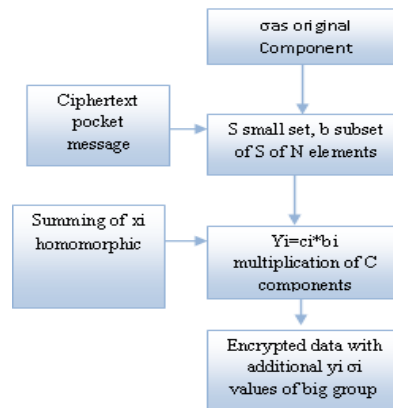 σas original
Component
Ciphertext
pocket
message
S small set, b subset
of S of N elements
Summing of xi
homomorphic
Yi=ci*bi
multiplication of C
components
Encrypted data with
additional yi σi
values of big group